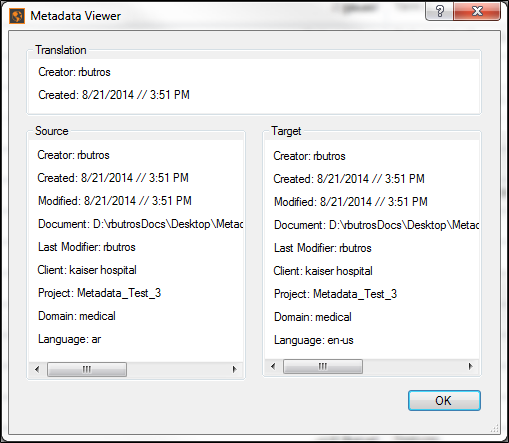 Metadata Viewer
Translation
Creator: rbutros
Created: 8/21/2014 // 3:51 PM
Source
Creator: rbutros
Created: 8/21/2014 // 3:51 PM
Modified: 8/21/2014 // 3:51 PM
Document: D:\rbutrosDocs\Desktop\Metac
Last Modifier: rbutros
Client: kaiser hospital
Project: Metadata_Test_3
Domain: medical
Language: ar
Target
Creator: rbutros
Created: 8/21/2014 // 3:51 PM
Modified: 8/21/2014 // 3:51 PM
Document: D:\rbutrosDocs\Desktop\Metac
Last Modifier: rbutros
Client: kaiser hospital
Project: Metadata_Test_3
Domain: medical
Language: en-us
OK